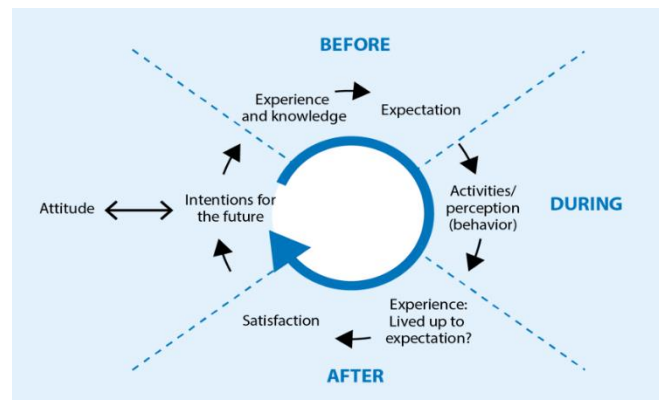 BEFORE
Experience
and knowledge
Expectation
Attitude
Intentions for
the future
Activities/
perception
(behavior)
DURING
Experience:
Lived up to
expectation?
Satisfaction
AFTER